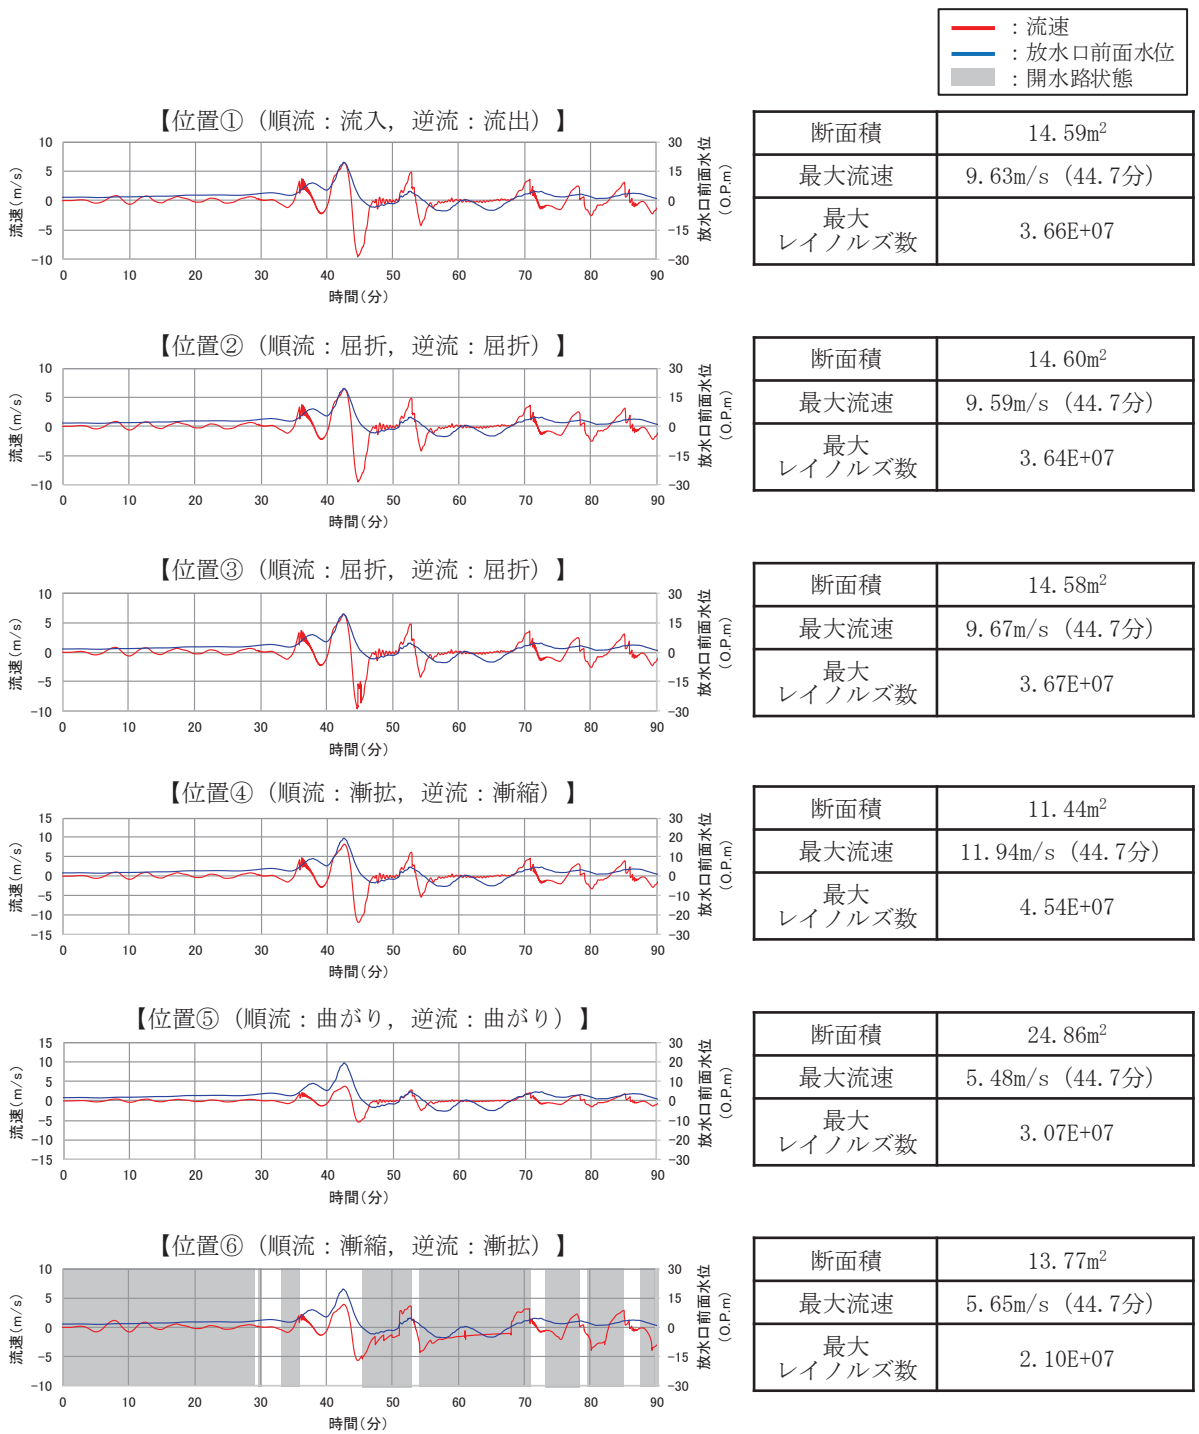 ：流速
：放水口前面水位
：開水路状態
【位置①（順流：流入，逆流：流出）】
流速(m/s)
10
5
0
-5
-10
30
15
0
-15
-30
放水口前面水位
(O.P.m)
0 10 20 30 40 50 60 70 80 90
時間(分)
断面積 14.59m²
最大流速 9.63m/s（44.7分）
最大
レイノルズ数 3.66E+07
【位置②（順流：屈折，逆流：屈折）】
流速(m/s)
10
5
0
-5
-10
30
15
0
-15
-30
放水口前面水位
(O.P.m)
0 10 20 30 40 50 60 70 80 90
時間(分)
断面積 14.60m²
最大流速 9.59m/s（44.7分）
最大
レイノルズ数 3.64E+07
【位置③（順流：屈折，逆流：屈折）】
流速(m/s)
10
5
0
-5
-10
30
15
0
-15
-30
放水口前面水位
(O.P.m)
0 10 20 30 40 50 60 70 80 90
時間(分)
断面積 14.58m²
最大流速 9.67m/s（44.7分）
最大
レイノルズ数 3.67E+07
【位置④（順流：漸拡，逆流：漸縮）】
流速(m/s)
15
10
5
0
-5
-10
-15
30
20
10
0
-10
-20
-30
放水口前面水位
(O.P.m)
0 10 20 30 40 50 60 70 80 90
時間(分)
断面積 11.44m²
最大流速 11.94m/s（44.7分）
最大
レイノルズ数 4.54E+07
【位置⑤（順流：曲がり，逆流：曲がり）】
流速(m/s)
15
10
5
0
-5
-10
-15
30
20
10
0
-10
-20
-30
放水口前面水位
(O.P.m)
0 10 20 30 40 50 60 70 80 90
時間(分)
断面積 24.86m²
最大流速 5.48m/s（44.7分）
最大
レイノルズ数 3.07E+07
【位置⑥（順流：漸縮，逆流：漸拡）】
流速(m/s)
10
5
0
-5
-10
30
15
0
-15
-30
放水口前面水位
(O.P.m)
0 10 20 30 40 50 60 70 80 90
時間(分)
断面積 13.77m²
最大流速 5.65m/s（44.7分）
最大
レイノルズ数 2.10E+07